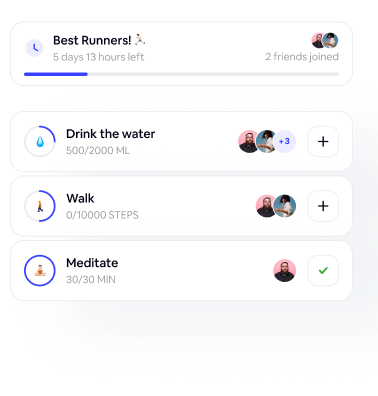 Best Runners! 🏃🏻
5 days 13 hours left
2 friends joined
Drink the water
500/2000 ML
+3
Walk
0/10000 STEPS
Meditate
30/30 MIN